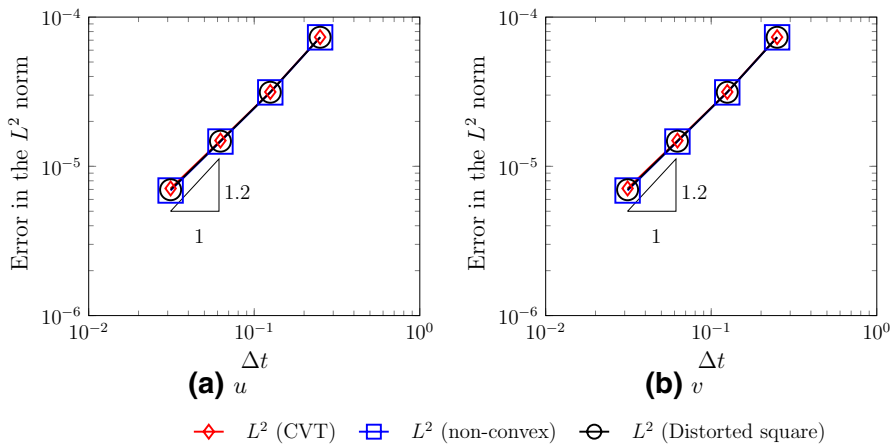 10^{-4}
10^{-5}
10^{-6}
Error in the L^2 norm
1.2
1
10^{-2}
10^{-1}
10^0
Δt
(a) u
10^{-4}
10^{-5}
10^{-6}
Error in the L^2 norm
1.2
1
10^{-2}
10^{-1}
10^0
Δt
(b) v
L^2 (CVT)
L^2 (non-convex)
L^2 (Distorted square)